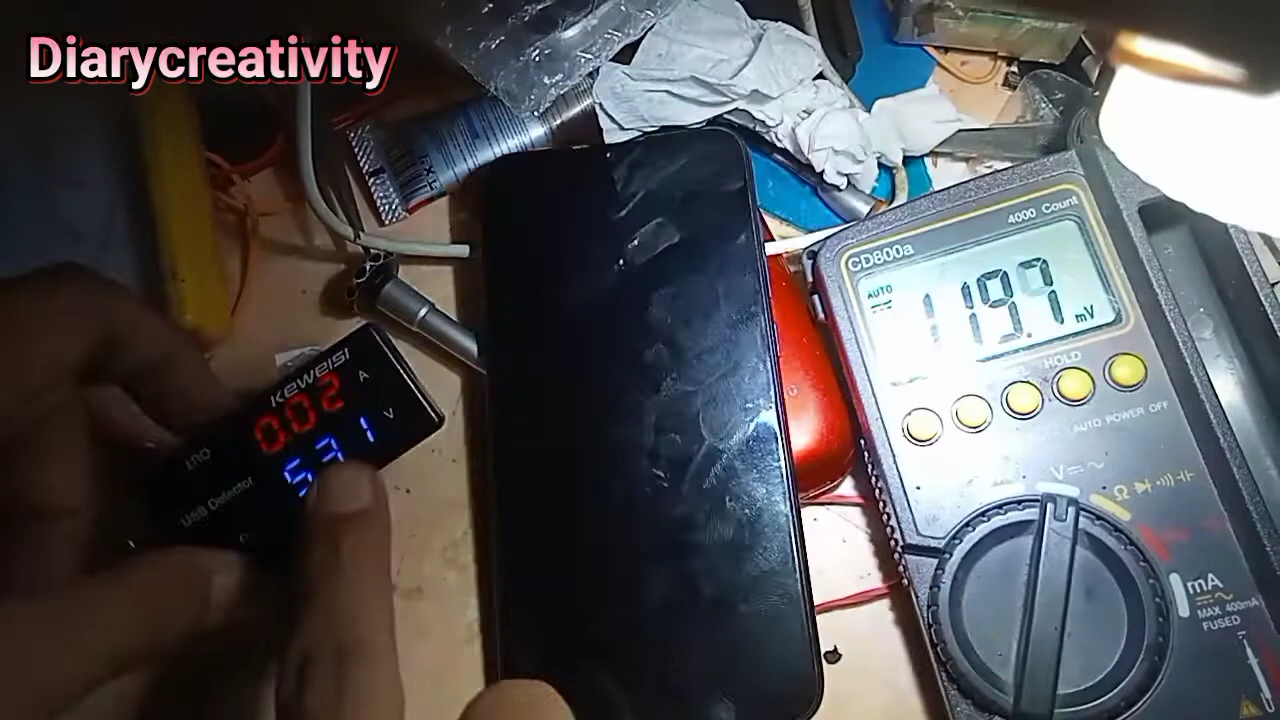 Diarycreativity
4000 Count
CD800a
AUTO
119.7
mV
HOLD
AUTO POWER OFF
KEWEISI
0.02
A
5.31
V
OUT
USB Detector
V
Ω
mA
MAX 400mA
FUSED